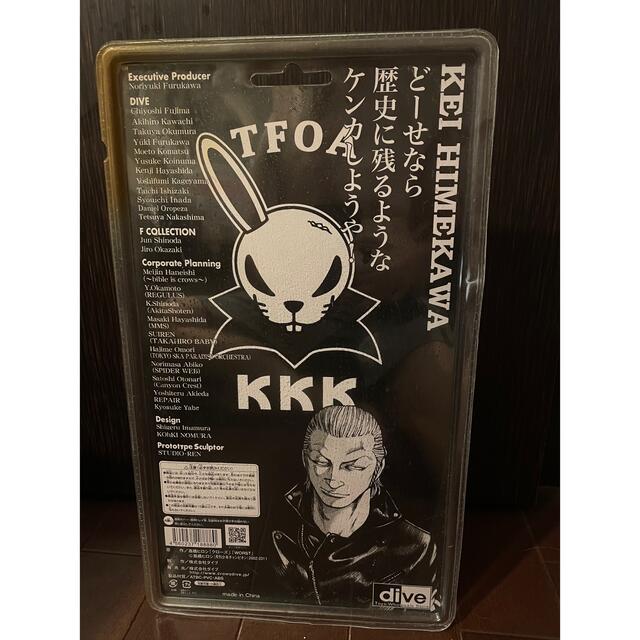 Executive Producer
Noriyuki Furukawa
DIVE
Chiyoshi Fujima
Akihiro Kawachi
Takuya Okumura
Yuki Furukawa
Moeto Komatsu
Yusuke Koinuma
Kenji Hayashida
Yoshifumi Kageyama
Taichi Ishizaki
Syouichi Inada
Daniel Oropeza
Tetsuya Nakashima
F COLLECTION
Jun Shinoda
Jiro Okazaki
Corporate Planning
Meijin Haneishi
(~bible is crows~)
Y.Okamoto
(REGULUS)
K.Shinoda
(AkitaShoten)
Masaki Hayashida
(MMS)
SUIREN
(TAKAHIRO BABA)
Hajime Omori
(TOKYO SKA PARADISE ORCHESTRA)
Norimasa Abiko
(SPIDER WEB)
Satoshi Otonari
(Canyon Crest)
Yoshiteru Akieda
REPAIR
Kyosuke Yabe
Design
Shigeru Imamura
KOhKI NOMURA
Prototype Sculptor
STUDIO-REN
TFOA
KKK
KEI HIMEKAWA
どーせなら
歴史に残るような
ケンカしようや!
made in China
dive